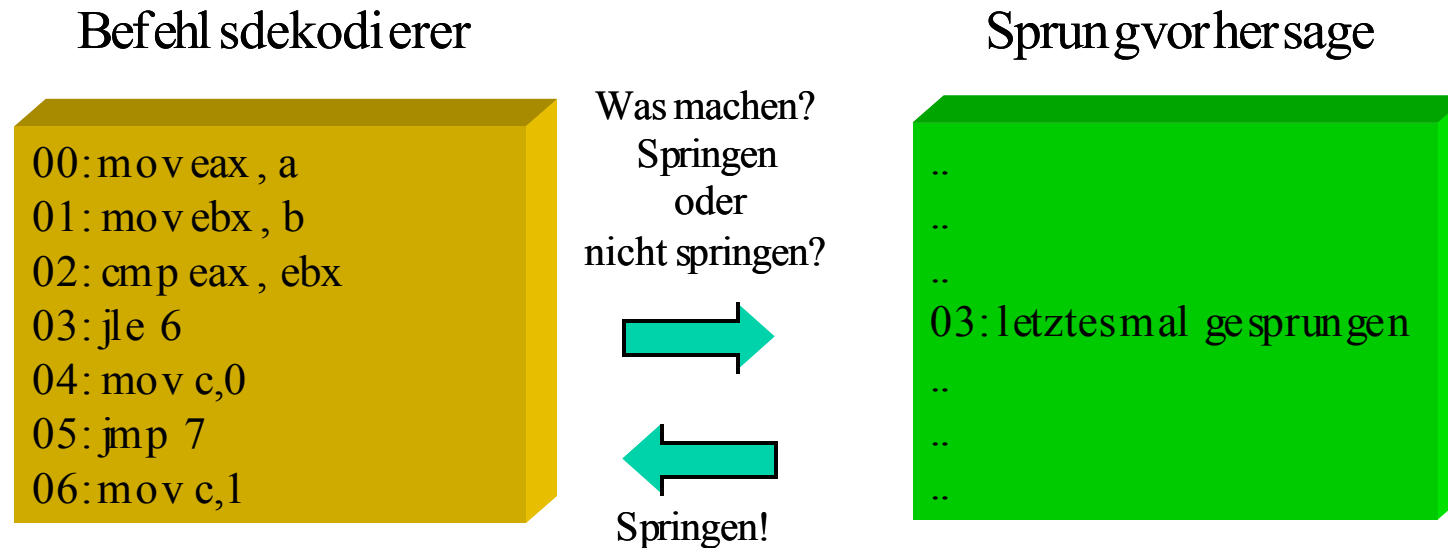 Befehlsdekodierer
Sprungvorhersage
00: mov eax, a
01: mov ebx, b
02: cmp eax, ebx
03: jle 6
04: mov c,0
05: jmp 7
06: mov c,1
Was machen?
Springen
oder
nicht springen?
Springen!
..
..
..
03: letztesmal gesprungen
..
..
..